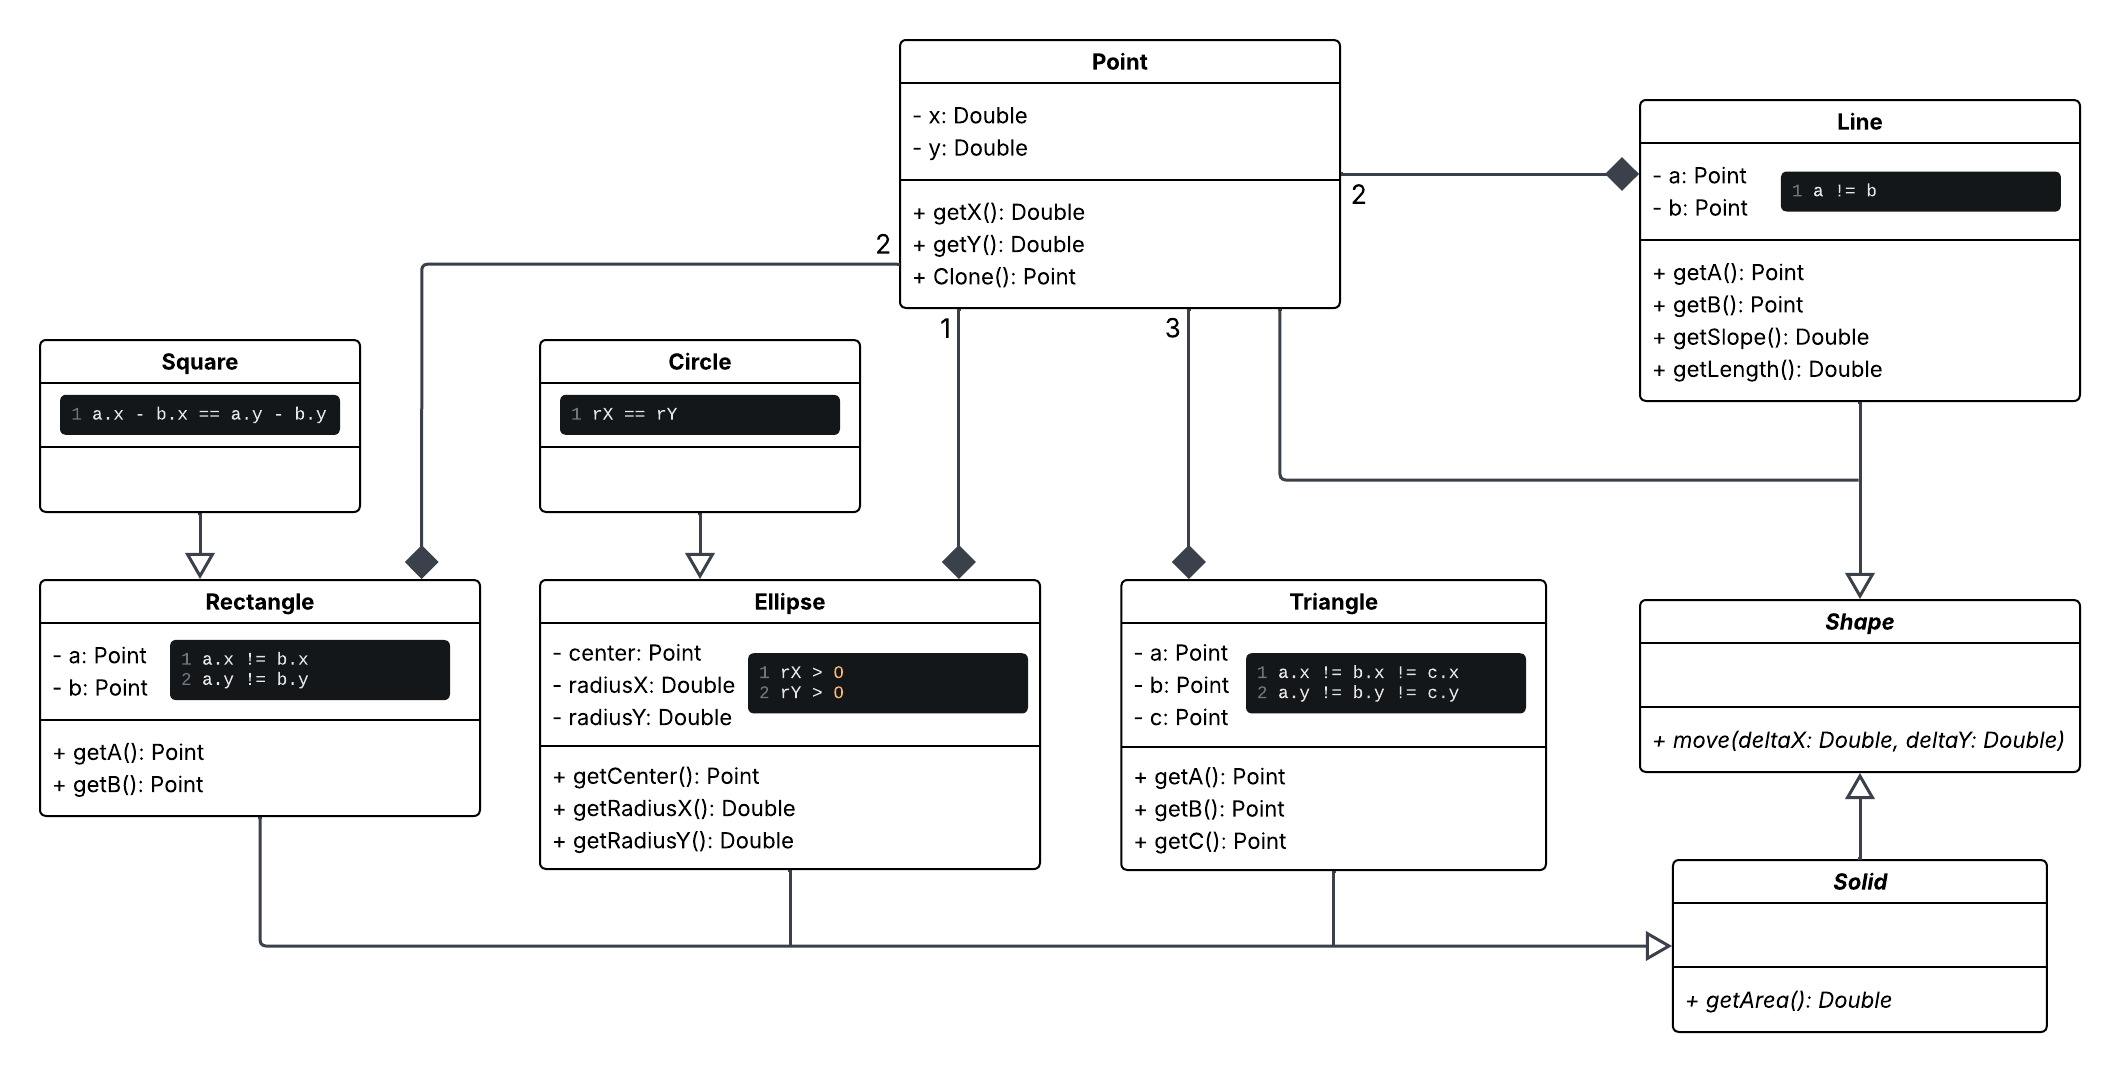 Point
- x: Double
- y: Double
+ getX(): Double
+ getY(): Double
+ Clone(): Point
2
2
1
3
Line
- a: Point
- b: Point
1 a != b
+ getA(): Point
+ getB(): Point
+ getSlope(): Double
+ getLength(): Double
Square
1 a.x - b.x == a.y - b.y
Circle
1 rX == rY
Rectangle
- a: Point
- b: Point
1 a.x != b.x
2 a.y != b.y
+ getA(): Point
+ getB(): Point
Ellipse
- center: Point
- radiusX: Double
- radiusY: Double
1 rX > 0
2 rY > 0
+ getCenter(): Point
+ getRadiusX(): Double
+ getRadiusY(): Double
Triangle
- a: Point
- b: Point
- c: Point
1 a.x != b.x != c.x
2 a.y != b.y != c.y
+ getA(): Point
+ getB(): Point
+ getC(): Point
Shape
+ move(deltaX: Double, deltaY: Double)
Solid
+ getArea(): Double